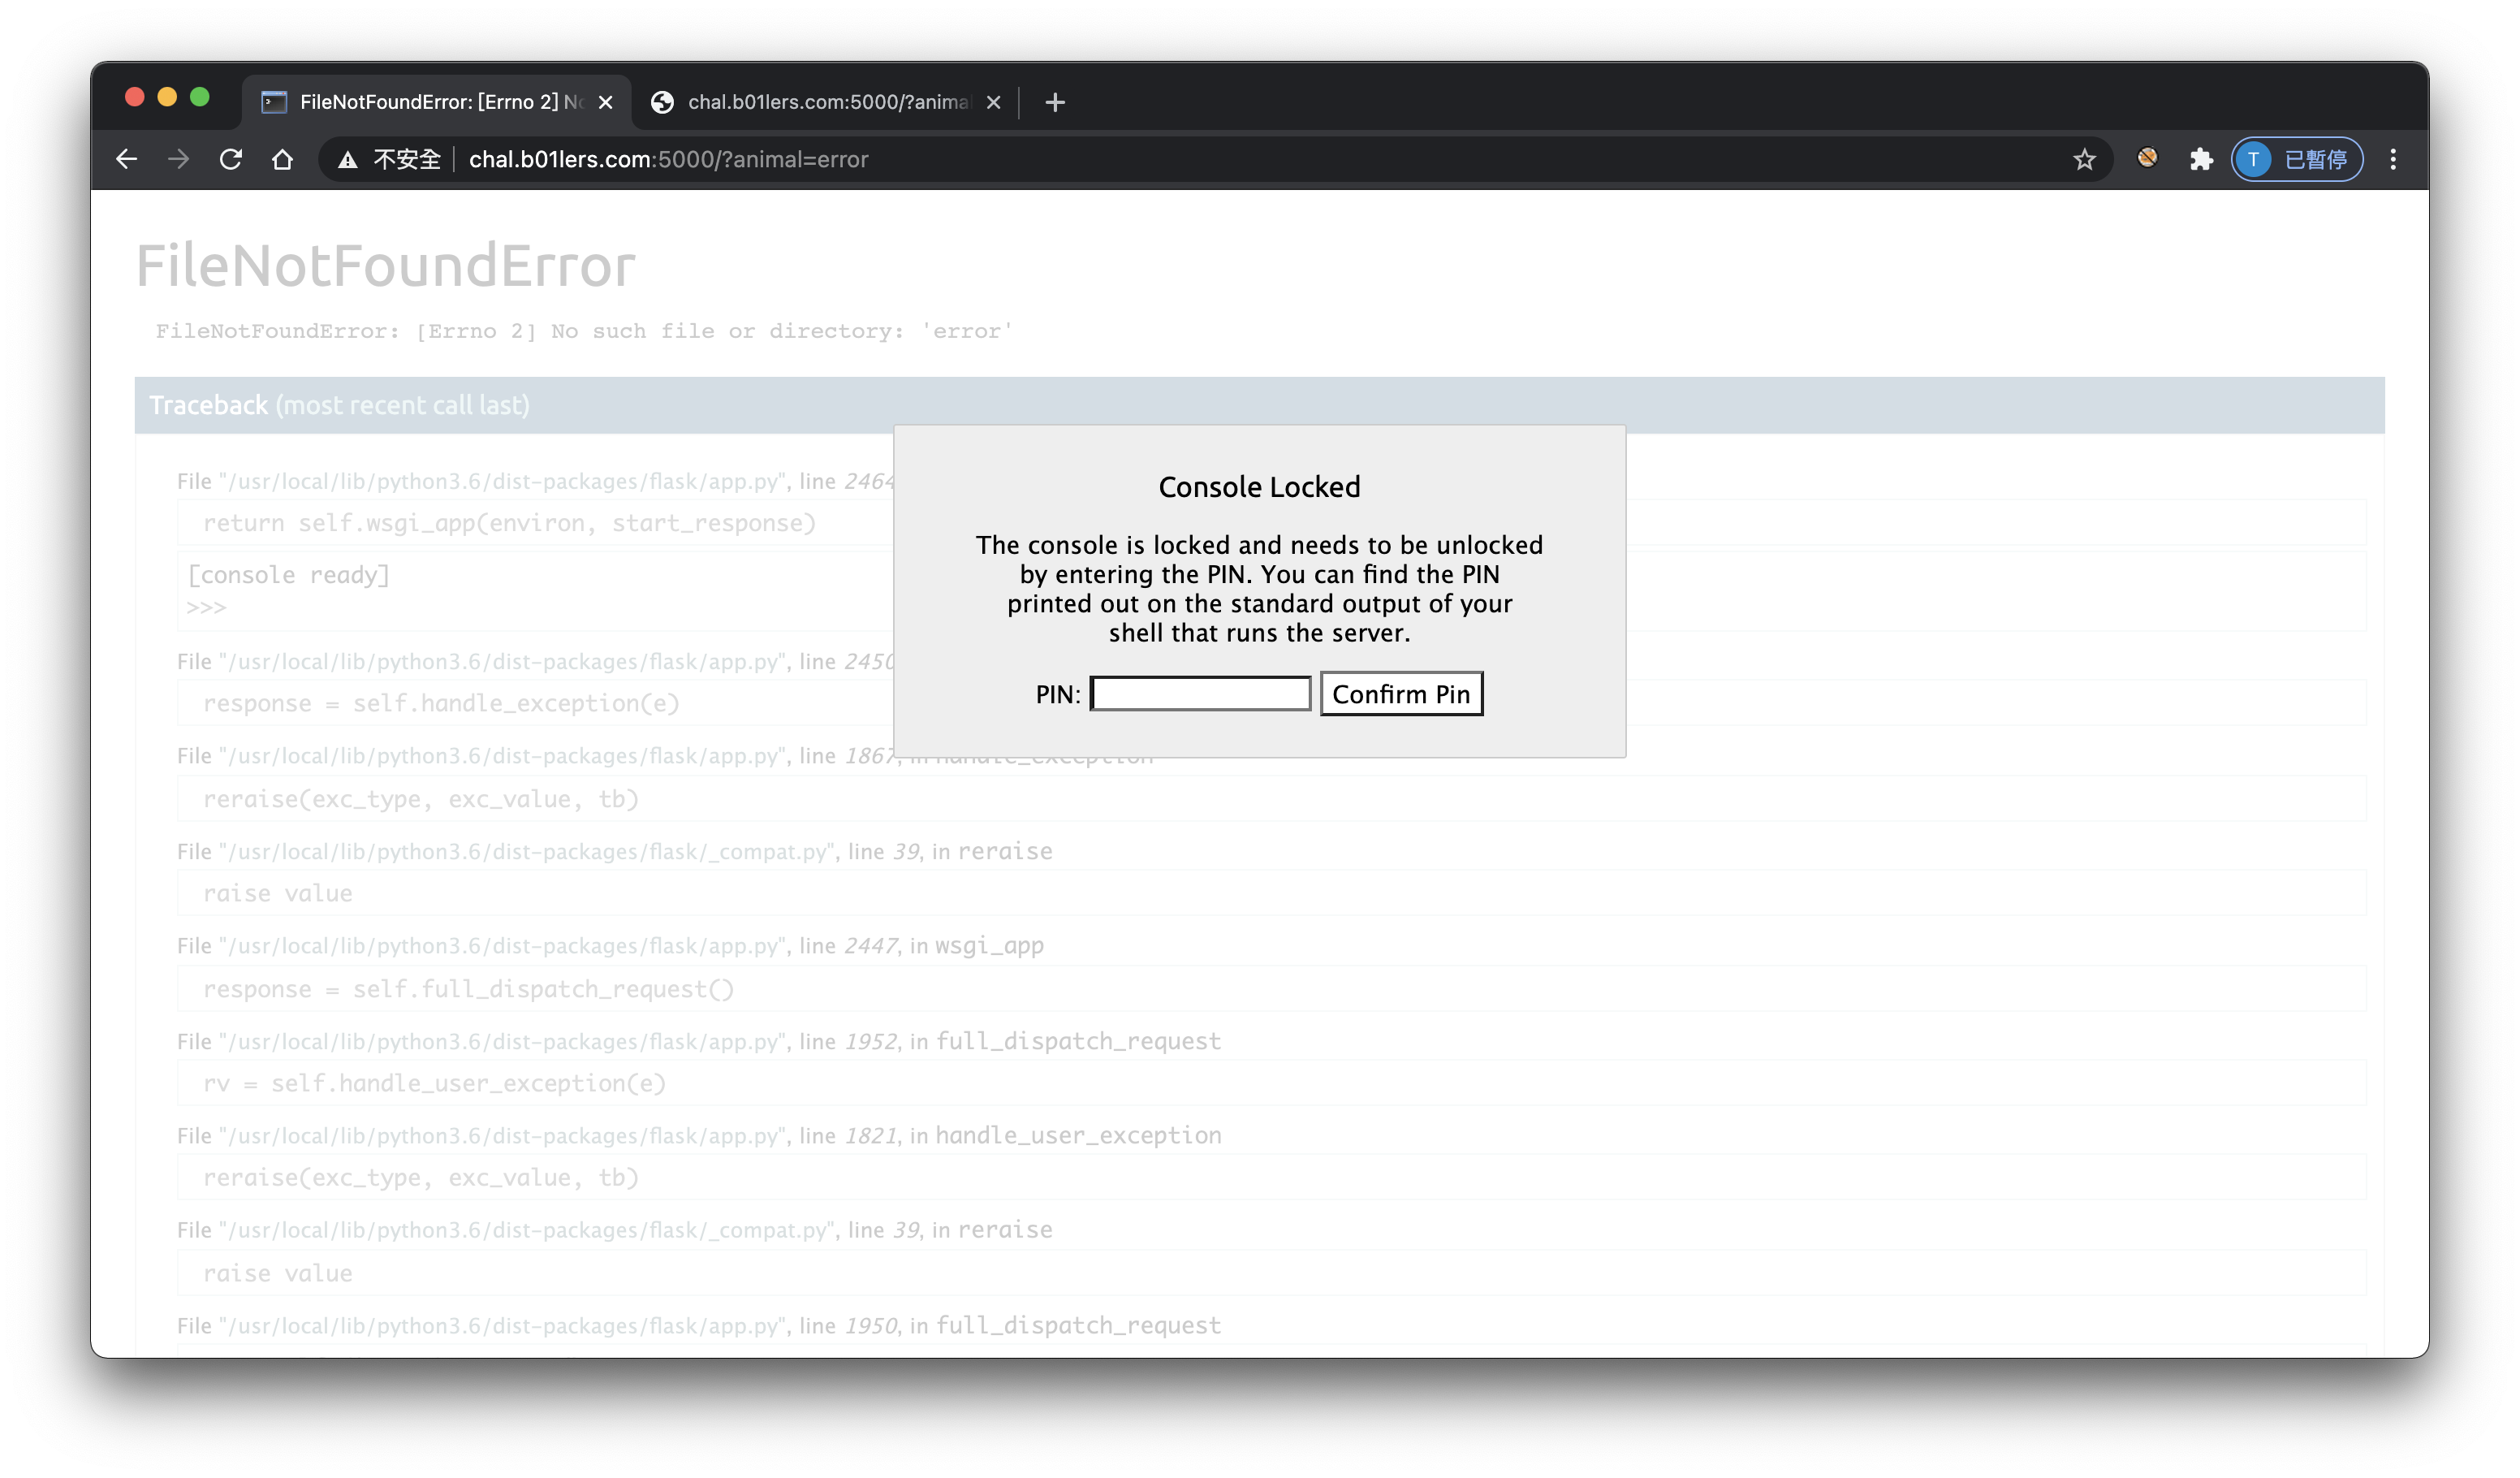 FileNotFoundError: [Errno 2] No
chal.b01lers.com:5000/?anima
不安全
chal.b01lers.com:5000/?animal=error
T 已暫停
FileNotFoundError
FileNotFoundError: [Errno 2] No such file or directory: 'error'
Traceback (most recent call last)
File "/usr/local/lib/python3.6/dist-packages/flask/app.py", line 2464
return self.wsgi_app(environ, start_response)
[console ready]
>>>
File "/usr/local/lib/python3.6/dist-packages/flask/app.py", line 2450
response = self.handle_exception(e)
File "/usr/local/lib/python3.6/dist-packages/flask/app.py", line 1867, in handle_exception
reraise(exc_type, exc_value, tb)
File "/usr/local/lib/python3.6/dist-packages/flask/_compat.py", line 39, in reraise
raise value
File "/usr/local/lib/python3.6/dist-packages/flask/app.py", line 2447, in wsgi_app
response = self.full_dispatch_request()
File "/usr/local/lib/python3.6/dist-packages/flask/app.py", line 1952, in full_dispatch_request
rv = self.handle_user_exception(e)
File "/usr/local/lib/python3.6/dist-packages/flask/app.py", line 1821, in handle_user_exception
reraise(exc_type, exc_value, tb)
File "/usr/local/lib/python3.6/dist-packages/flask/_compat.py", line 39, in reraise
raise value
File "/usr/local/lib/python3.6/dist-packages/flask/app.py", line 1950, in full_dispatch_request
Console Locked
The console is locked and needs to be unlocked
by entering the PIN. You can find the PIN
printed out on the standard output of your
shell that runs the server.
PIN:
Confirm Pin